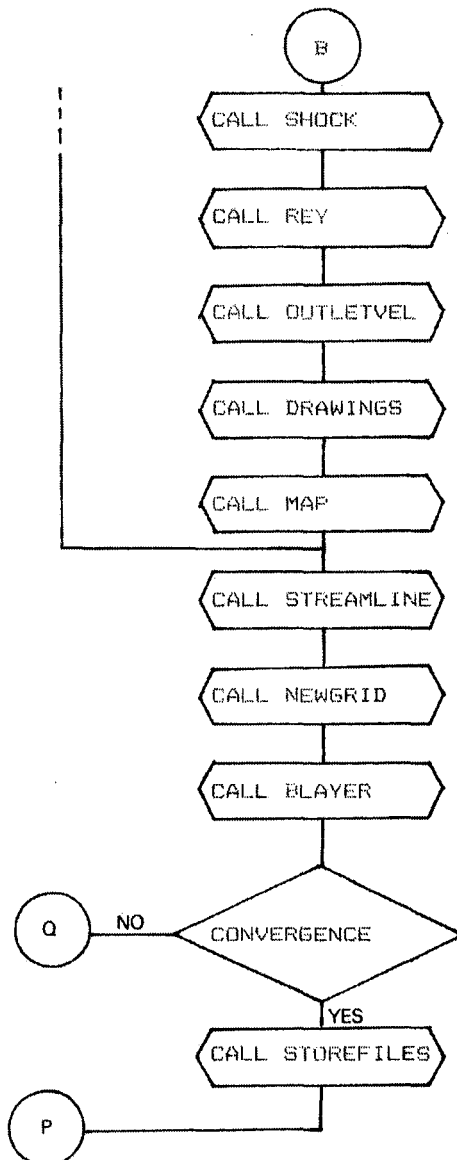 B
CALL SHOCK
CALL REY
CALL OUTLETVEL
CALL DRAWINGS
CALL MAP
CALL STREAMLINE
CALL NEWGRID
CALL BLAYER
Q
NO
CONVERGENCE
YES
CALL STOREFILES
P